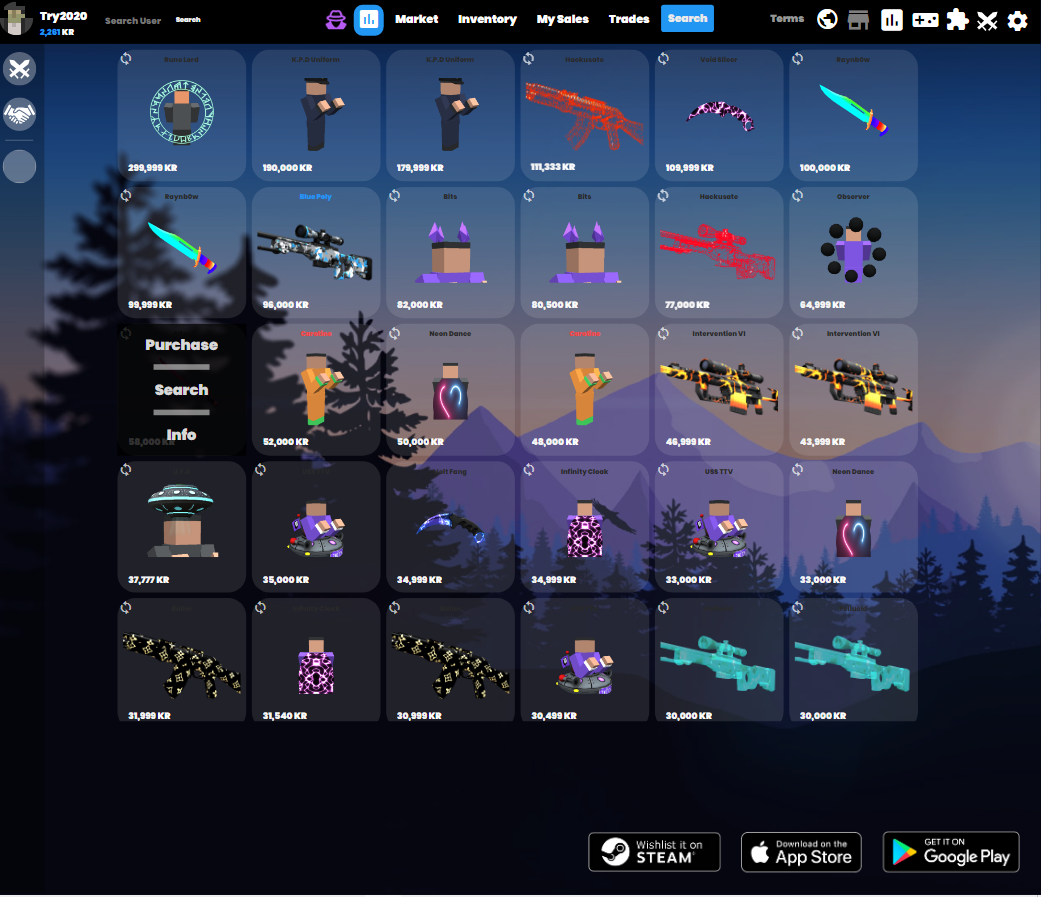 Try2020
2,291 KR
Search User
Search
Market
Inventory
My Sales
Trades
Search
Terms
Rune Lord
K.P.D Uniform
K.P.D Uniform
Hackusate
Void Slicer
Raynb0w
299,999 KR
190,000 KR
179,999 KR
111,333 KR
109,999 KR
100,000 KR
Raynb0w
Blue Poly
Bits
Bits
Hackusate
Observer
99,999 KR
96,000 KR
82,000 KR
80,500 KR
77,000 KR
64,999 KR
Purchase
Search
Info
58,000 KR
Neon Dance
Intervention VI
Intervention VI
52,000 KR
50,000 KR
48,000 KR
46,999 KR
43,999 KR
Infinity Cloak
USS TTV
Neon Dance
37,777 KR
35,000 KR
34,999 KR
34,999 KR
33,000 KR
33,000 KR
31,999 KR
31,540 KR
30,999 KR
30,499 KR
30,000 KR
30,000 KR
Wishlist it on
STEAM
Download on the
App Store
GET IT ON
Google Play